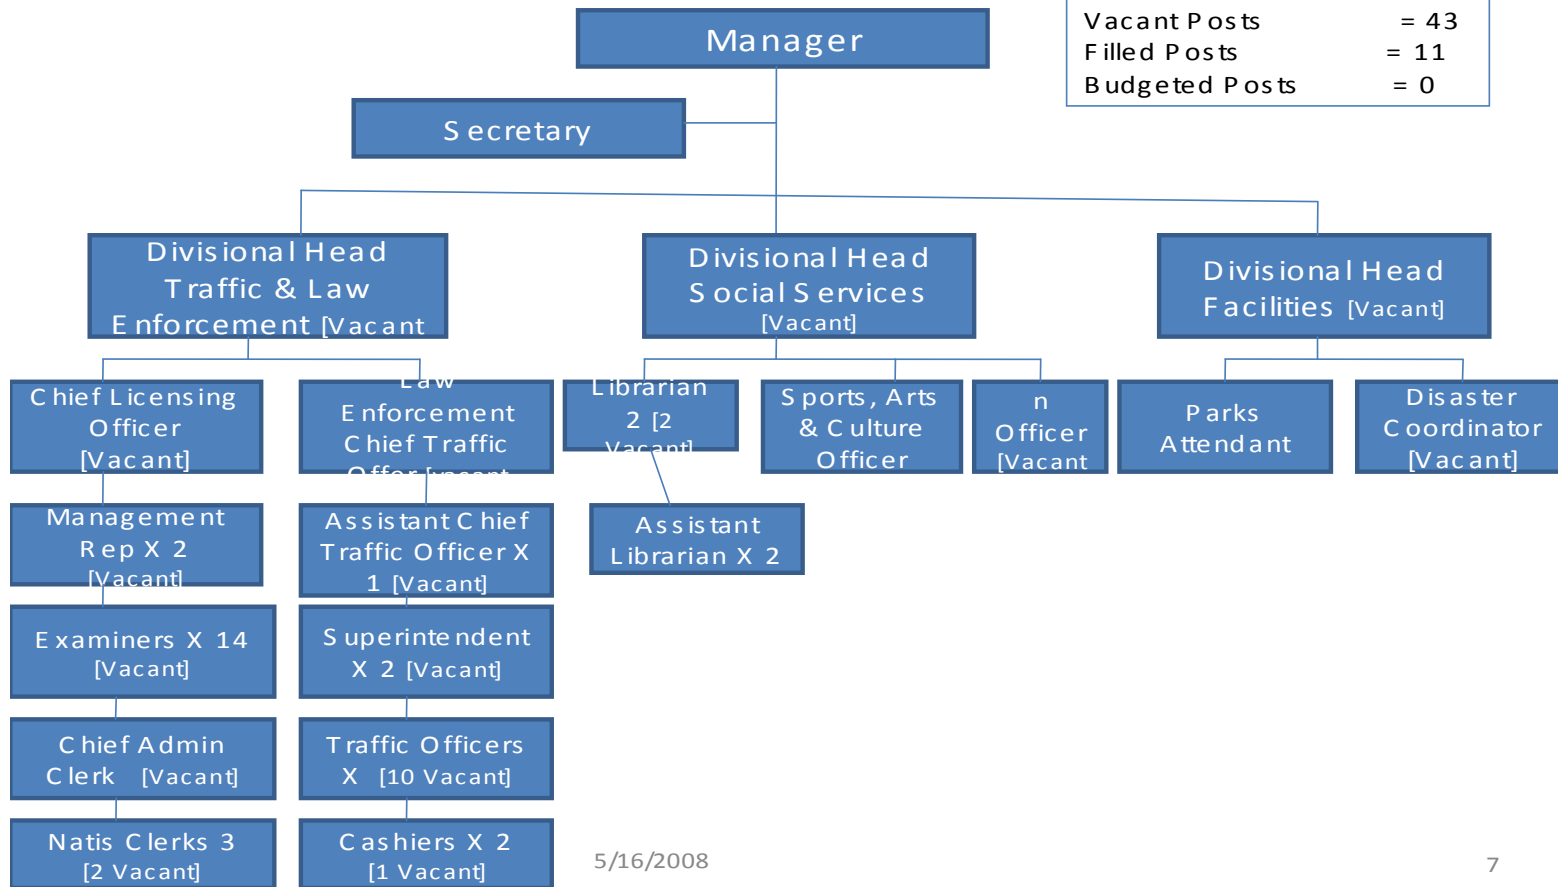 Manager
Vacant Posts = 43
Filled Posts = 11
Budgeted Posts = 0
Secretary
Divisional Head
Traffic & Law
Enforcement [Vacant
Divisional Head
Social Services
[Vacant]
Divisional Head
Facilities [Vacant]
Chief Licensing
Officer
[Vacant]
Law
Enforcement
Chief Traffic
Offer [vacant
Librarian
2 [2
Vacant]
Sports, Arts
& Culture
Officer
n
Officer
[Vacant
Parks
Attendant
Disaster
Coordinator
[Vacant]
Management
Rep X 2
[Vacant]
Assistant Chief
Traffic Officer X
1 [Vacant]
Assistant
Librarian X 2
Examiners X 14
[Vacant]
Superintendent
X 2 [Vacant]
Chief Admin
Clerk [Vacant]
Traffic Officers
X [10 Vacant]
Natis Clerks 3
[2 Vacant]
Cashiers X 2
[1 Vacant]
5/16/2008
7